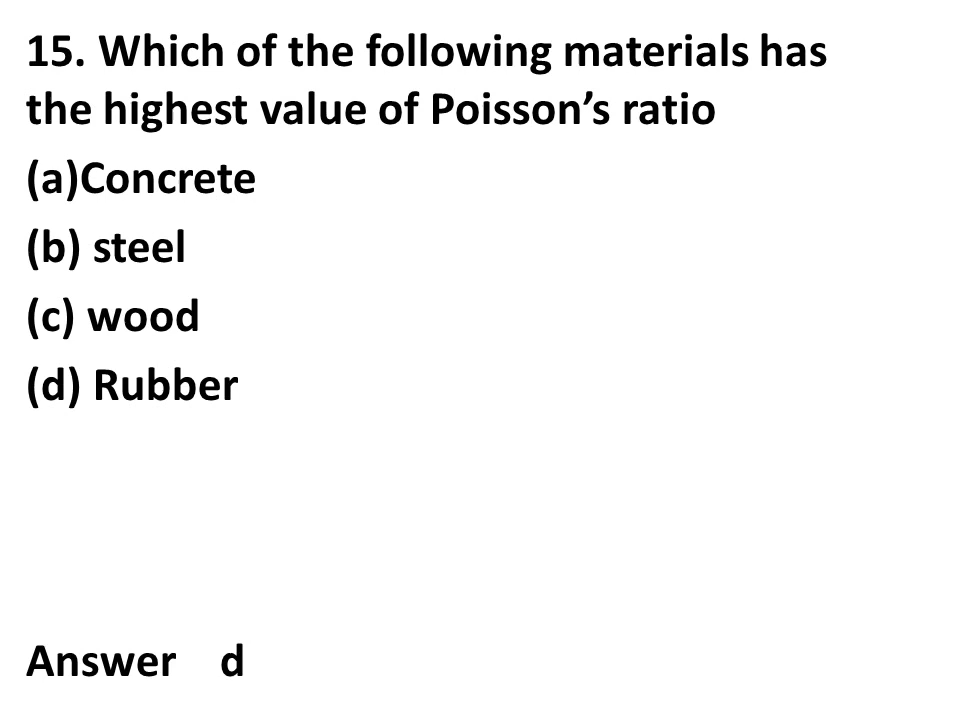 15. Which of the following materials has
the highest value of Poisson’s ratio
(a)Concrete
(b) steel
(c) wood
(d) Rubber
Answer d